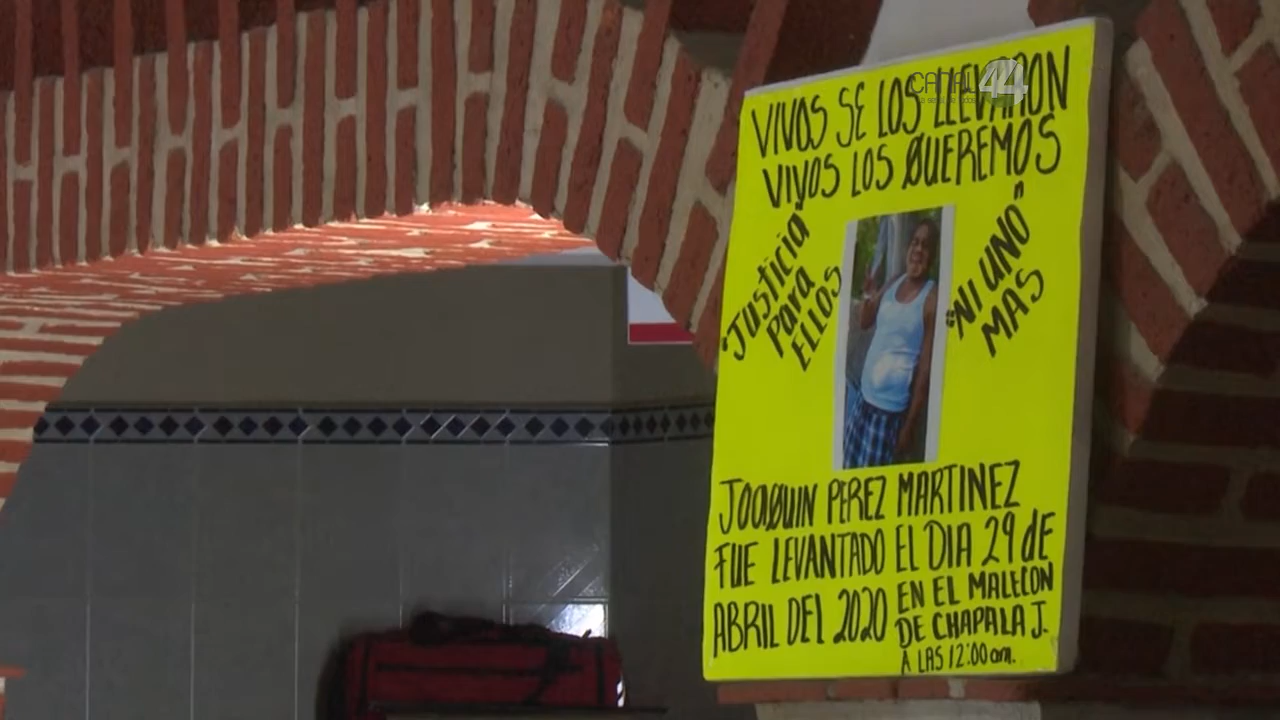 CANAL 44
VIVOS SE LOS LLEVARON
VIVOS LOS QUEREMOS
"JUSTICIA
PARA
ELLOS
"NI UNO"
MAS
JOAQUIN PEREZ MARTINEZ
FUE LEVANTADO EL DIA 29 de
ABRIL DEL 2020 EN EL MALECON
DE CHAPALA J.
A LAS 12:00 am.